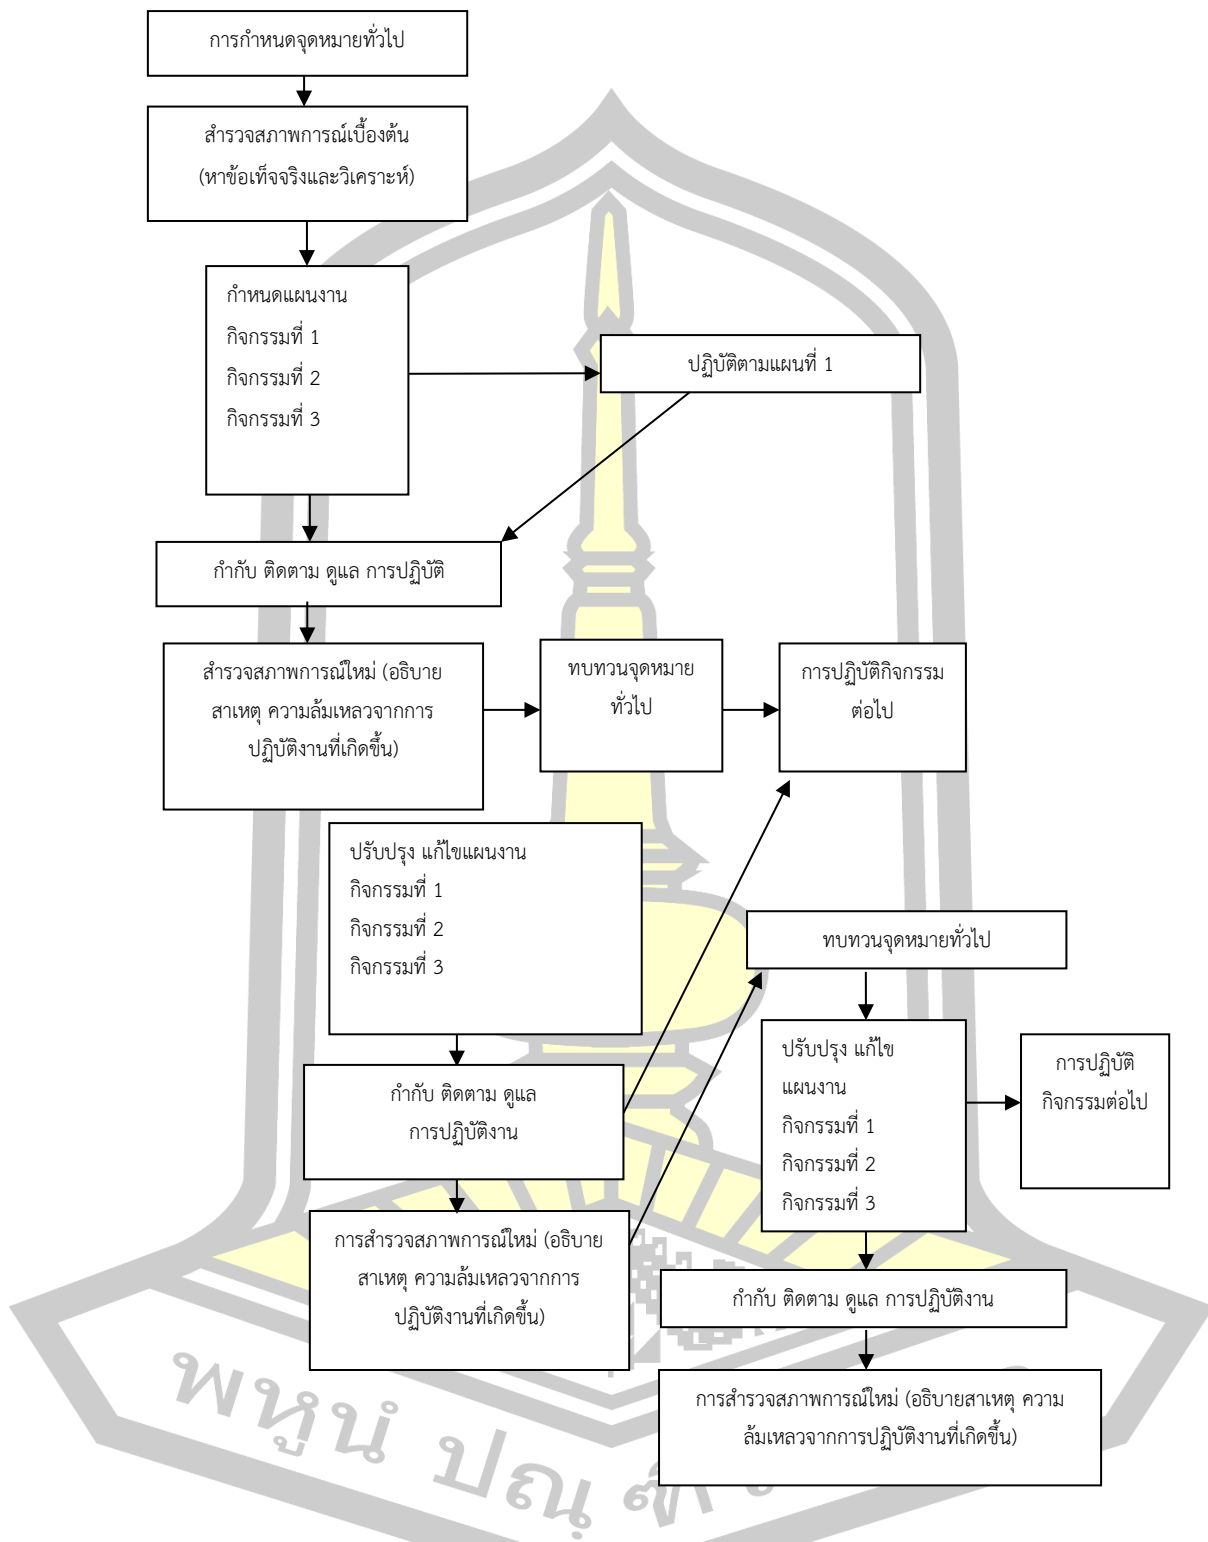 การกำหนดจุดหมายทั่วไป
สำรวจสภาพการณ์เบื้องต้น
(หาข้อเท็จจริงและวิเคราะห์)
กำหนดแผนงาน
กิจกรรมที่ 1
กิจกรรมที่ 2
กิจกรรมที่ 3
ปฏิบัติตามแผนที่ 1
กำกับ ติดตาม ดูแล การปฏิบัติ
สำรวจสภาพการณ์ใหม่ (อธิบาย
สาเหตุ ความล้มเหลวจากการ
ปฏิบัติงานที่เกิดขึ้น)
ทบทวนจุดหมาย
ทั่วไป
การปฏิบัติกิจกรรม
ต่อไป
ปรับปรุง แก้ไขแผนงาน
กิจกรรมที่ 1
กิจกรรมที่ 2
กิจกรรมที่ 3
กำกับ ติดตาม ดูแล
การปฏิบัติงาน
การสำรวจสภาพการณ์ใหม่ (อธิบาย
สาเหตุ ความล้มเหลวจากการ
ปฏิบัติงานที่เกิดขึ้น)
ทบทวนจุดหมายทั่วไป
ปรับปรุง แก้ไข
แผนงาน
กิจกรรมที่ 1
กิจกรรมที่ 2
กิจกรรมที่ 3
การปฏิบัติ
กิจกรรมต่อไป
กำกับ ติดตาม ดูแล การปฏิบัติงาน
การสำรวจสภาพการณ์ใหม่ (อธิบายสาเหตุ ความ
ล้มเหลวจากการปฏิบัติงานที่เกิดขึ้น)
พหูนํ ปณฺ